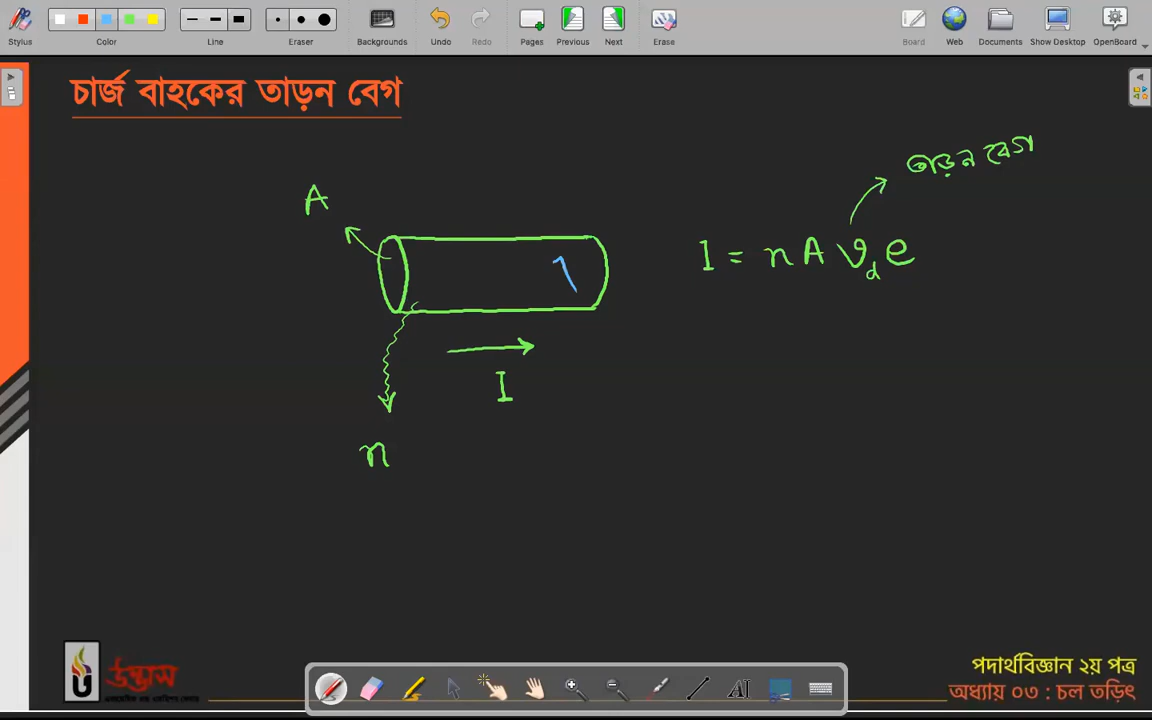 Stylus
Color
Line
Eraser
Backgrounds
Undo
Redo
Pages
Previous
Next
Erase
Board
Web
Documents
Show Desktop
OpenBoard
চার্জ বাহকের তাড়ন বেগ
তাড়ন বেগ
A
I = n A v_d e
I
n
উদ্ভাস
পদার্থবিজ্ঞান ২য় পত্র
অধ্যায় ০৩ : চল তড়িৎ